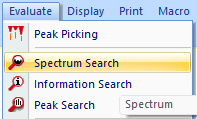 Evaluate Display Print Macro
Peak Picking
Spectrum Search
Information Search
Peak Search
Spectrum